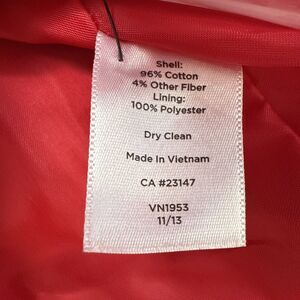 Shell:
96% Cotton
4% Other Fiber
Lining:
100% Polyester
Dry Clean
Made In Vietnam
CA #23147
VN1953
11/13